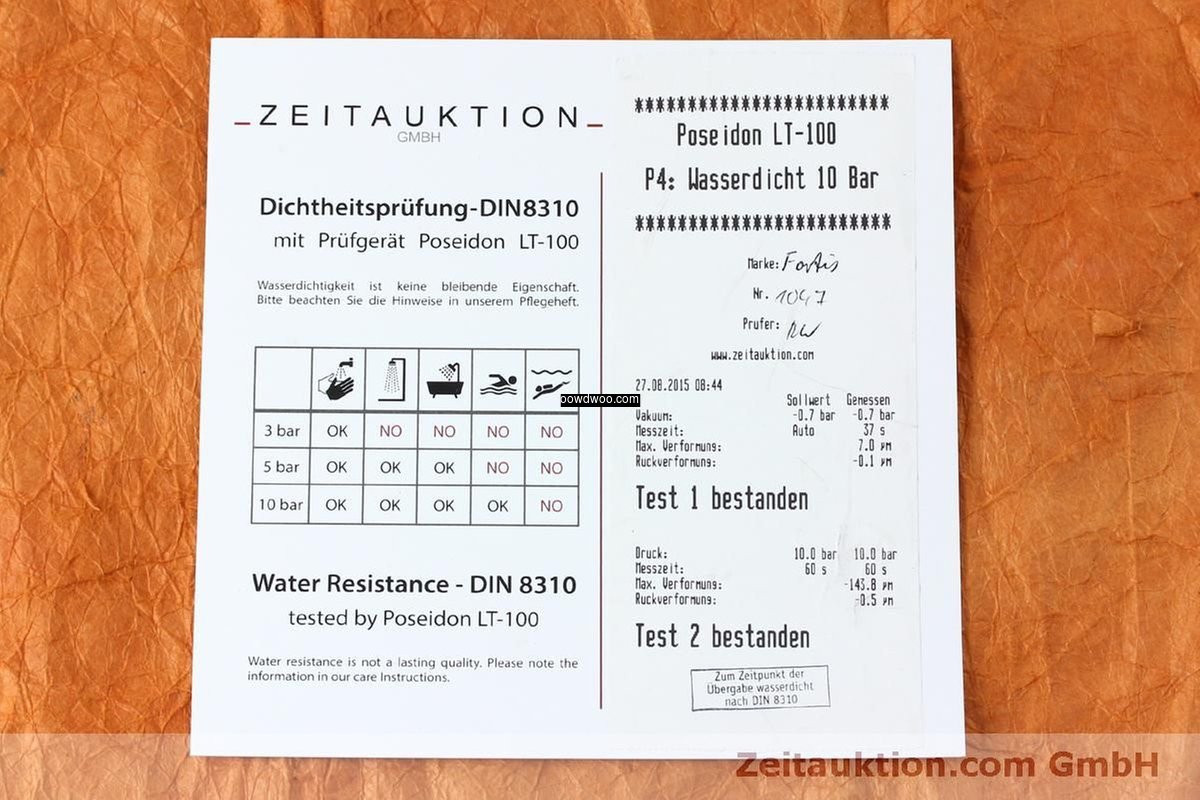 ZEITAUKTION
GMBH
Dichtheitsprüfung-DIN8310
mit Prüfgerät Poseidon LT-100
Wasserdichtigkeit ist keine bleibende Eigenschaft.
Bitte beachten Sie die Hinweise in unserem Pflegeheft.
3 bar OK NO NO NO NO
5 bar OK OK OK NO NO
10 bar OK OK OK OK NO
Water Resistance - DIN 8310
tested by Poseidon LT-100
Water resistance is not a lasting quality. Please note the
information in our care Instructions.
************************
Poseidon LT-100
P4: Wasserdicht 10 Bar
************************
Marke: Fortis
Nr. 1047
Prufer:
www.zeitauktion.com
27.08.2015 08:44
Sollwert Gemessen
Vakuum: -0.7 bar -0.7 bar
Messzeit: Auto 37 s
Max. Verformung: 7.0 µm
Ruckverformung: -0.1 µm
Test 1 bestanden
Druck: 10.0 bar 10.0 bar
Messzeit: 60 s 60 s
Max. Verformung: -143.8 µm
Ruckverformung: -0.5 µm
Test 2 bestanden
Zum Zeitpunkt der
Übergabe wasserdicht
nach DIN 8310
powdwoo.com
Zeitauktion.com GmbH